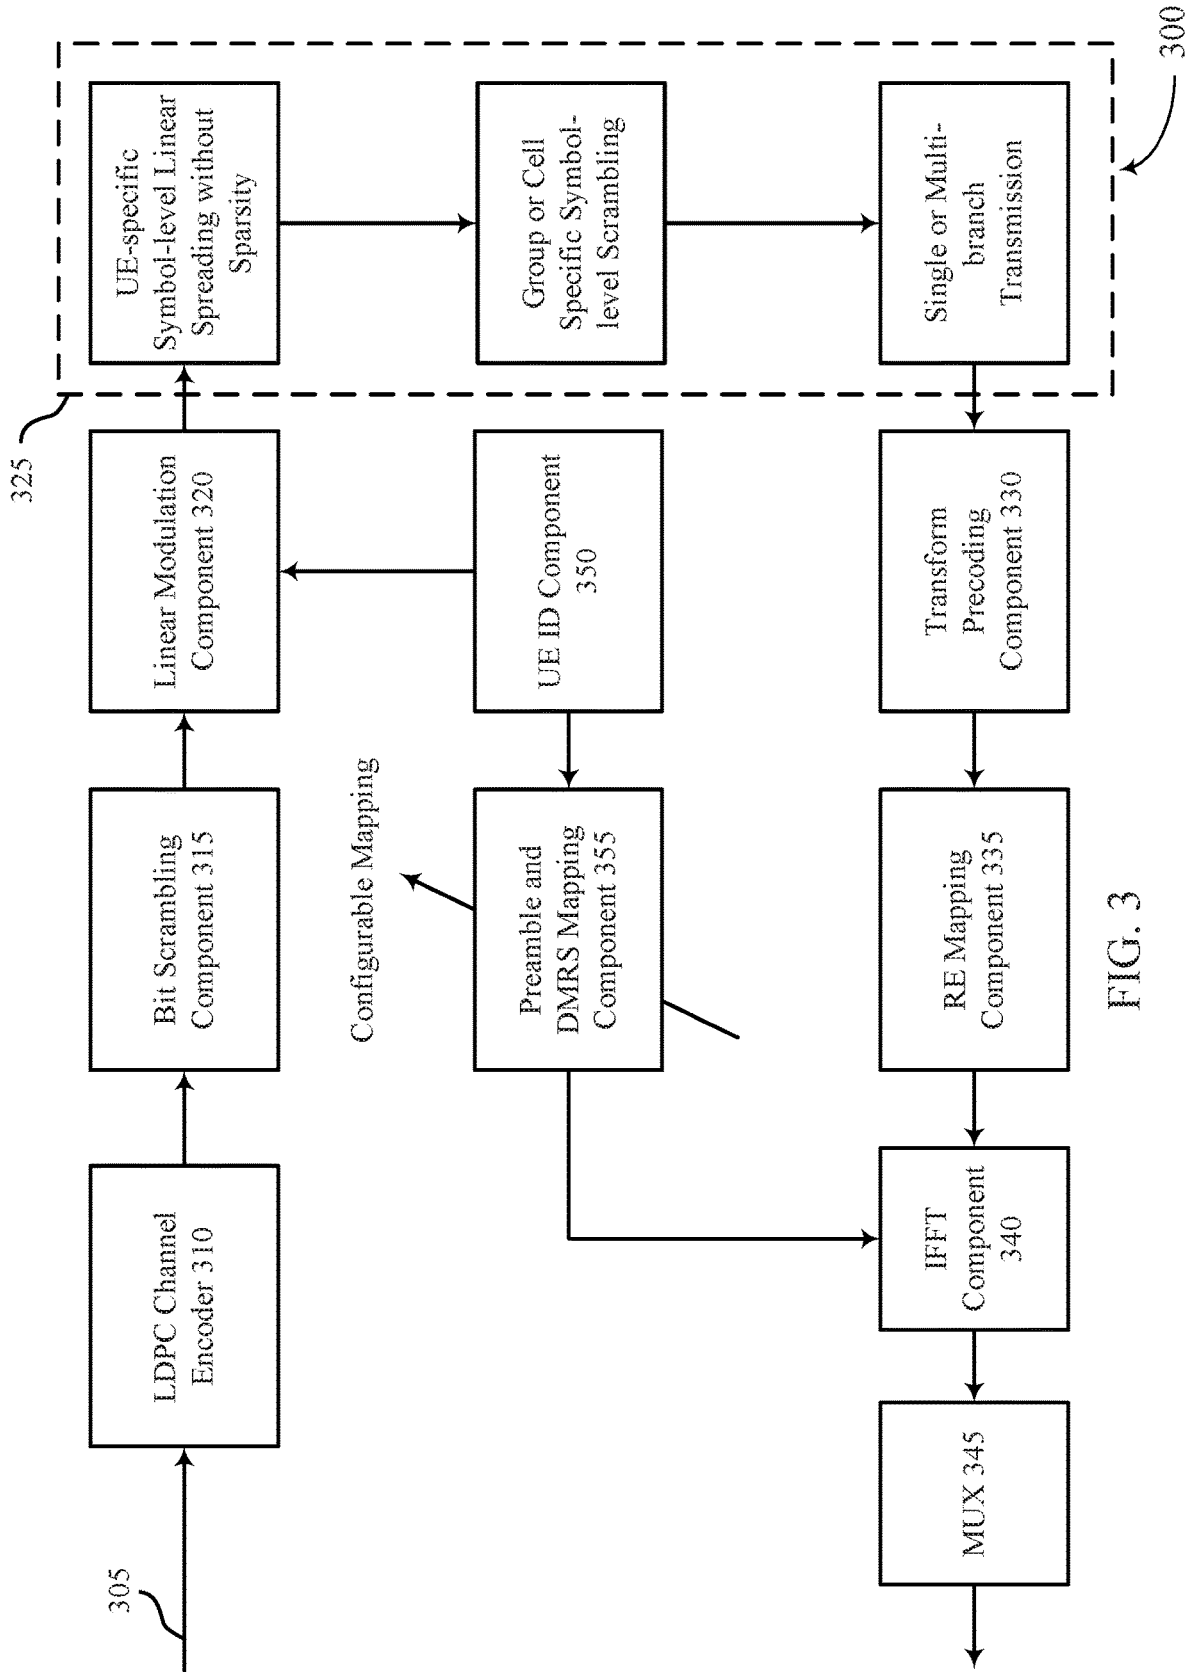 305
LDPC Channel
Encoder 310
Bit Scrambling
Component 315
Linear Modulation
Component 320
325
UE-specific
Symbol-level Linear
Spreading without
Sparsity
Configurable Mapping
Preamble and
DMRS Mapping
Component 355
UE ID Component
350
Group or Cell
Specific Symbol-
level Scrambling
MUX 345
IFFT
Component
340
RE Mapping
Component 335
Transform
Precoding
Component 330
Single or Multi-
branch
Transmission
300
FIG. 3